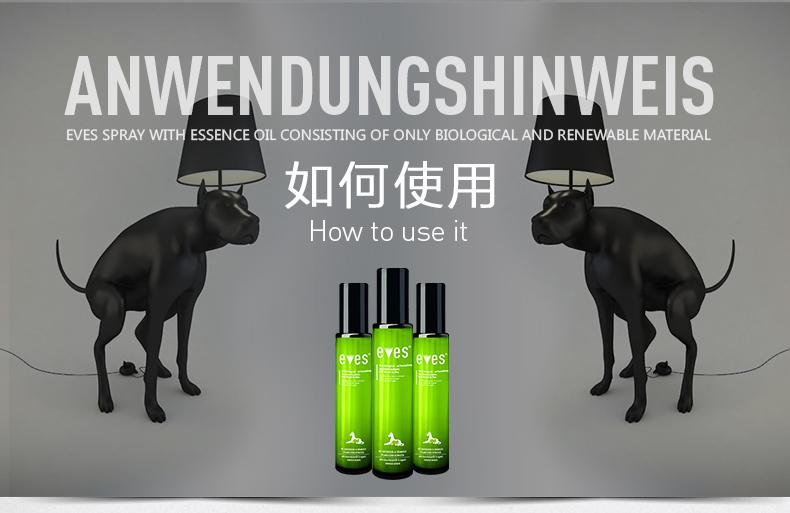 ANWENDUNGSHINWEIS
EVES SPRAY WITH ESSENCE OIL CONSISTING OF ONLY BIOLOGICAL AND RENEWABLE MATERIAL
如何使用
How to use it
eves
eves
eves